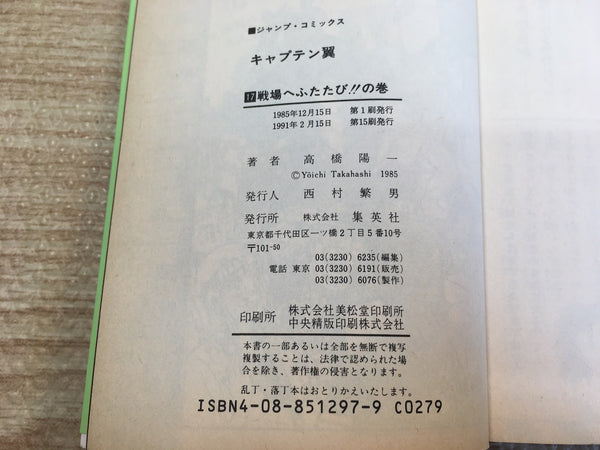 ■ジャンプ・コミックス
キャプテン翼
17戦場へふたたび!!の巻
1985年12月15日 第1刷発行
1991年2月15日 第15刷発行
著者 高橋陽一
©Yōichi Takahashi 1985
発行人 西村繁男
発行所 株式会社 集英社
東京都千代田区一ツ橋2丁目5番10号
〒101-50
03(3230)6235(編集)
電話 東京 03(3230)6191(販売)
03(3230)6076(製作)
印刷所 株式会社美松堂印刷所
中央精版印刷株式会社
本書の一部あるいは全部を無断で複写
複製することは、法律で認められた場
合を除き、著作権の侵害となります。
乱丁・落丁本はおとりかえいたします。
ISBN4-08-851297-9 C0279